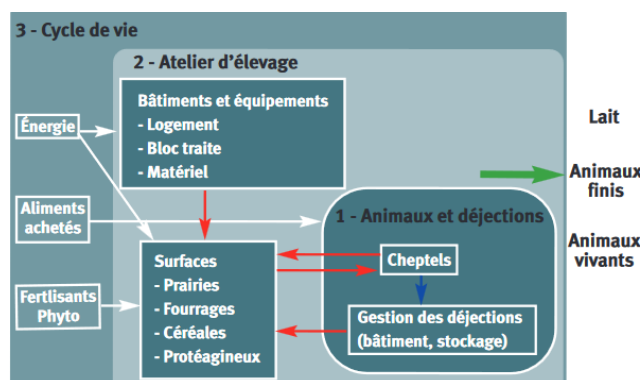 3 - Cycle de vie
2 - Atelier d'élevage
Bâtiments et équipements
- Logement
- Bloc traite
- Matériel
Énergie
Aliments
achetés
Fertlisants
Phyto
Surfaces
- Prairies
- Fourrages
- Céréales
- Protéagineux
1 - Animaux et déjections
Cheptels
Gestion des déjections
(bâtiment, stockage)
Lait
Animaux
finis
Animaux
vivants